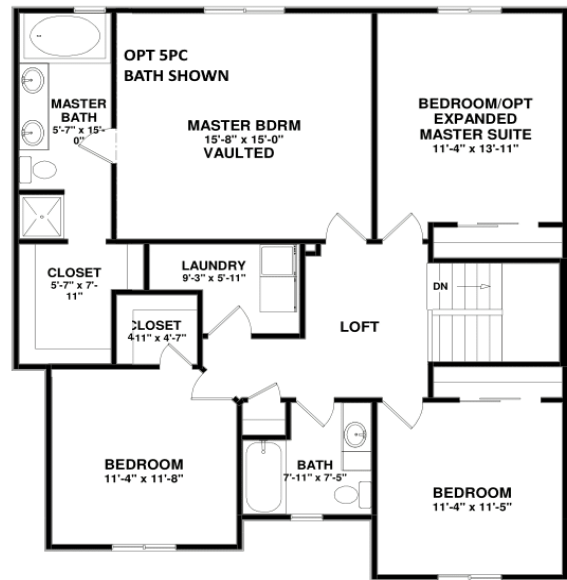 OPT 5PC
BATH SHOWN
MASTER
BATH
5'-7" x 15'-
0"
MASTER BDRM
15'-8" x 15'-0"
VAULTED
BEDROOM/OPT
EXPANDED
MASTER SUITE
11'-4" x 13'-11"
CLOSET
5'-7" x 7'-
11"
LAUNDRY
9'-3" x 5'-11"
CLOSET
4'-11" x 4'-7"
DN
LOFT
BEDROOM
11'-4" x 11'-8"
BATH
7'-11" x 7'-5"
BEDROOM
11'-4" x 11'-5"